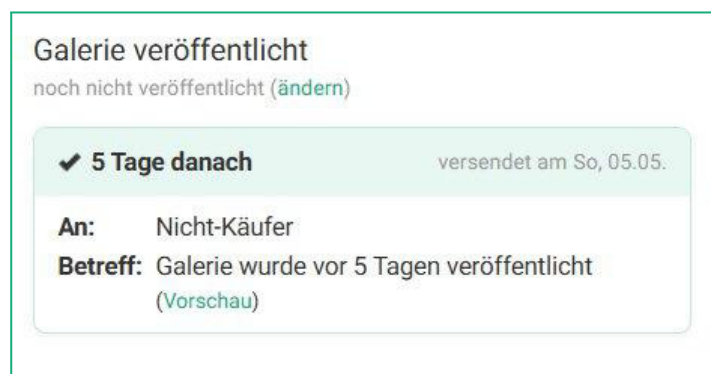 Galerie veröffentlicht
noch nicht veröffentlicht (ändern)
✔ 5 Tage danach versendet am So, 05.05.
An: Nicht-Käufer
Betreff: Galerie wurde vor 5 Tagen veröffentlicht
(Vorschau)